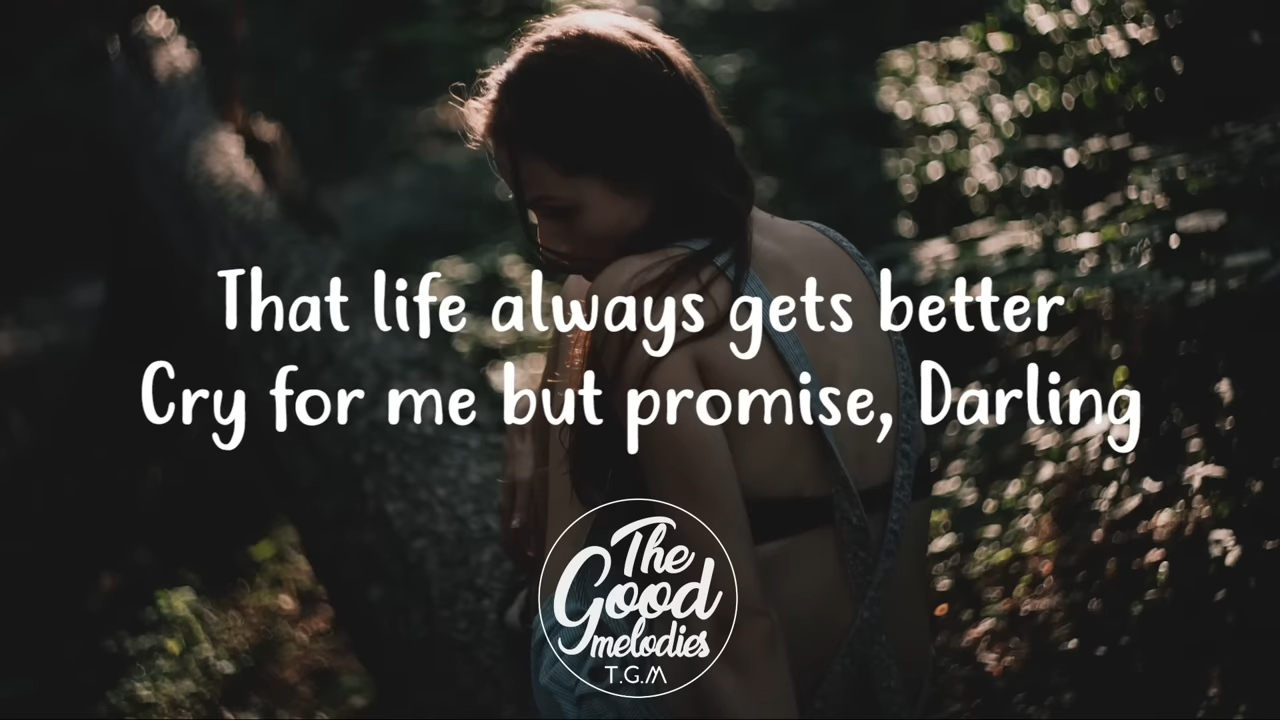 That life always gets better
Cry for me but promise, Darling
The
Good
melodies
T.G.M